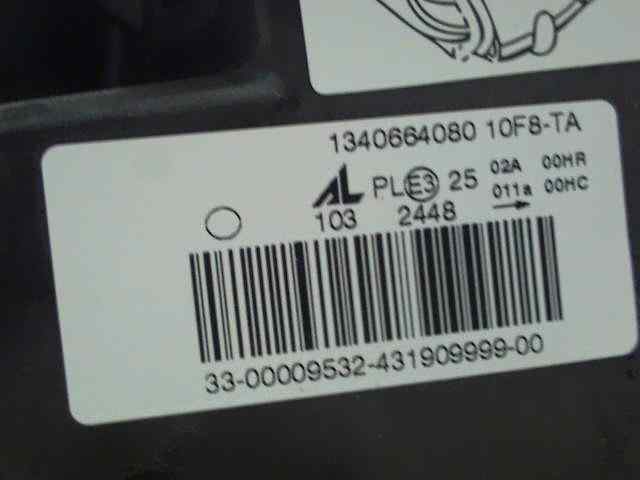 1340664080 10F8-TA
AL PL E3 25 02A 00HR
011a 00HC
103 2448
33-00009532-431909999-00